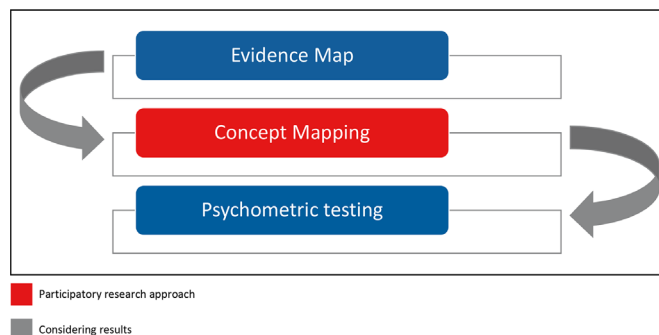 Evidence Map
Concept Mapping
Psychometric testing
Participatory research approach
Considering results